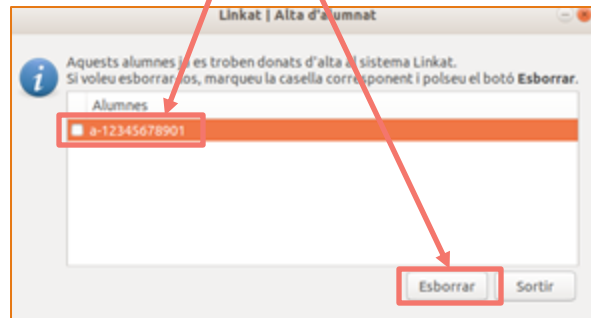 Linkat | Alta d'alumnat
Aquests alumnes ja es troben donats d'alta al sistema Linkat.
Si voleu esborrar-los, marqueu la casella corresponent i polseu el botó Esborrar.
Alumnes
a-12345678901
Esborrar
Sortir